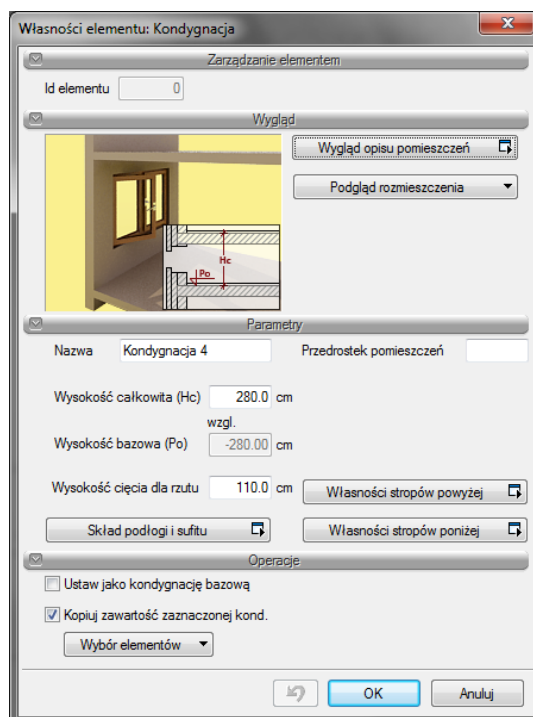 Własności elementu: Kondygnacja
Zarządzanie elementem
Id elementu 0
Wygląd
Wygląd opisu pomieszczeń
Podgląd rozmieszczenia
Hc
Po
Parametry
Nazwa Kondygnacja 4 Przedrostek pomieszczeń
Wysokość całkowita (Hc) 280.0 cm
wzgl.
Wysokość bazowa (Po) -280.00 cm
Wysokość cięcia dla rzutu 110.0 cm Własności stropów powyżej
Skład podłogi i sufitu Własności stropów poniżej
Operacje
Ustaw jako kondygnację bazową
Kopiuj zawartość zaznaczonej kond.
Wybór elementów
OK Anuluj